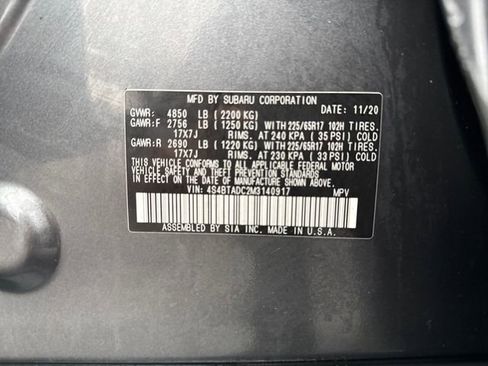 MFD BY SUBARU CORPORATION
GVWR: 4850 LB (2200 KG) DATE: 11/20
GAWR:F 2756 LB (1250 KG) WITH 225/65R17 102H TIRES.
17X7J RIMS. AT 240 KPA (35 PSI) COLD
GAWR:R 2690 LB (1220 KG) WITH 225/65R17 102H TIRES.
17X7J RIMS. AT 230 KPA (33 PSI) COLD
THIS VEHICLE CONFORMS TO ALL APPLICABLE FEDERAL MOTOR
VEHICLE SAFETY AND THEFT PREVENTION STANDARDS
IN EFFECT ON THE DATE OF MANUFACTURE SHOWN ABOVE.
VIN: 4S4BTADC2M3140917 MPV
ASSEMBLED BY SIA INC. MADE IN U.S.A.